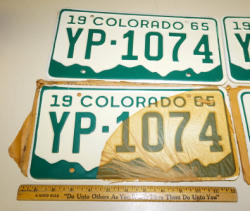 19 COLORADO 65
YP·1074
19 COLORADO 65
YP·1074
"Do Unto Others As You Would Have Them Do Unto You"